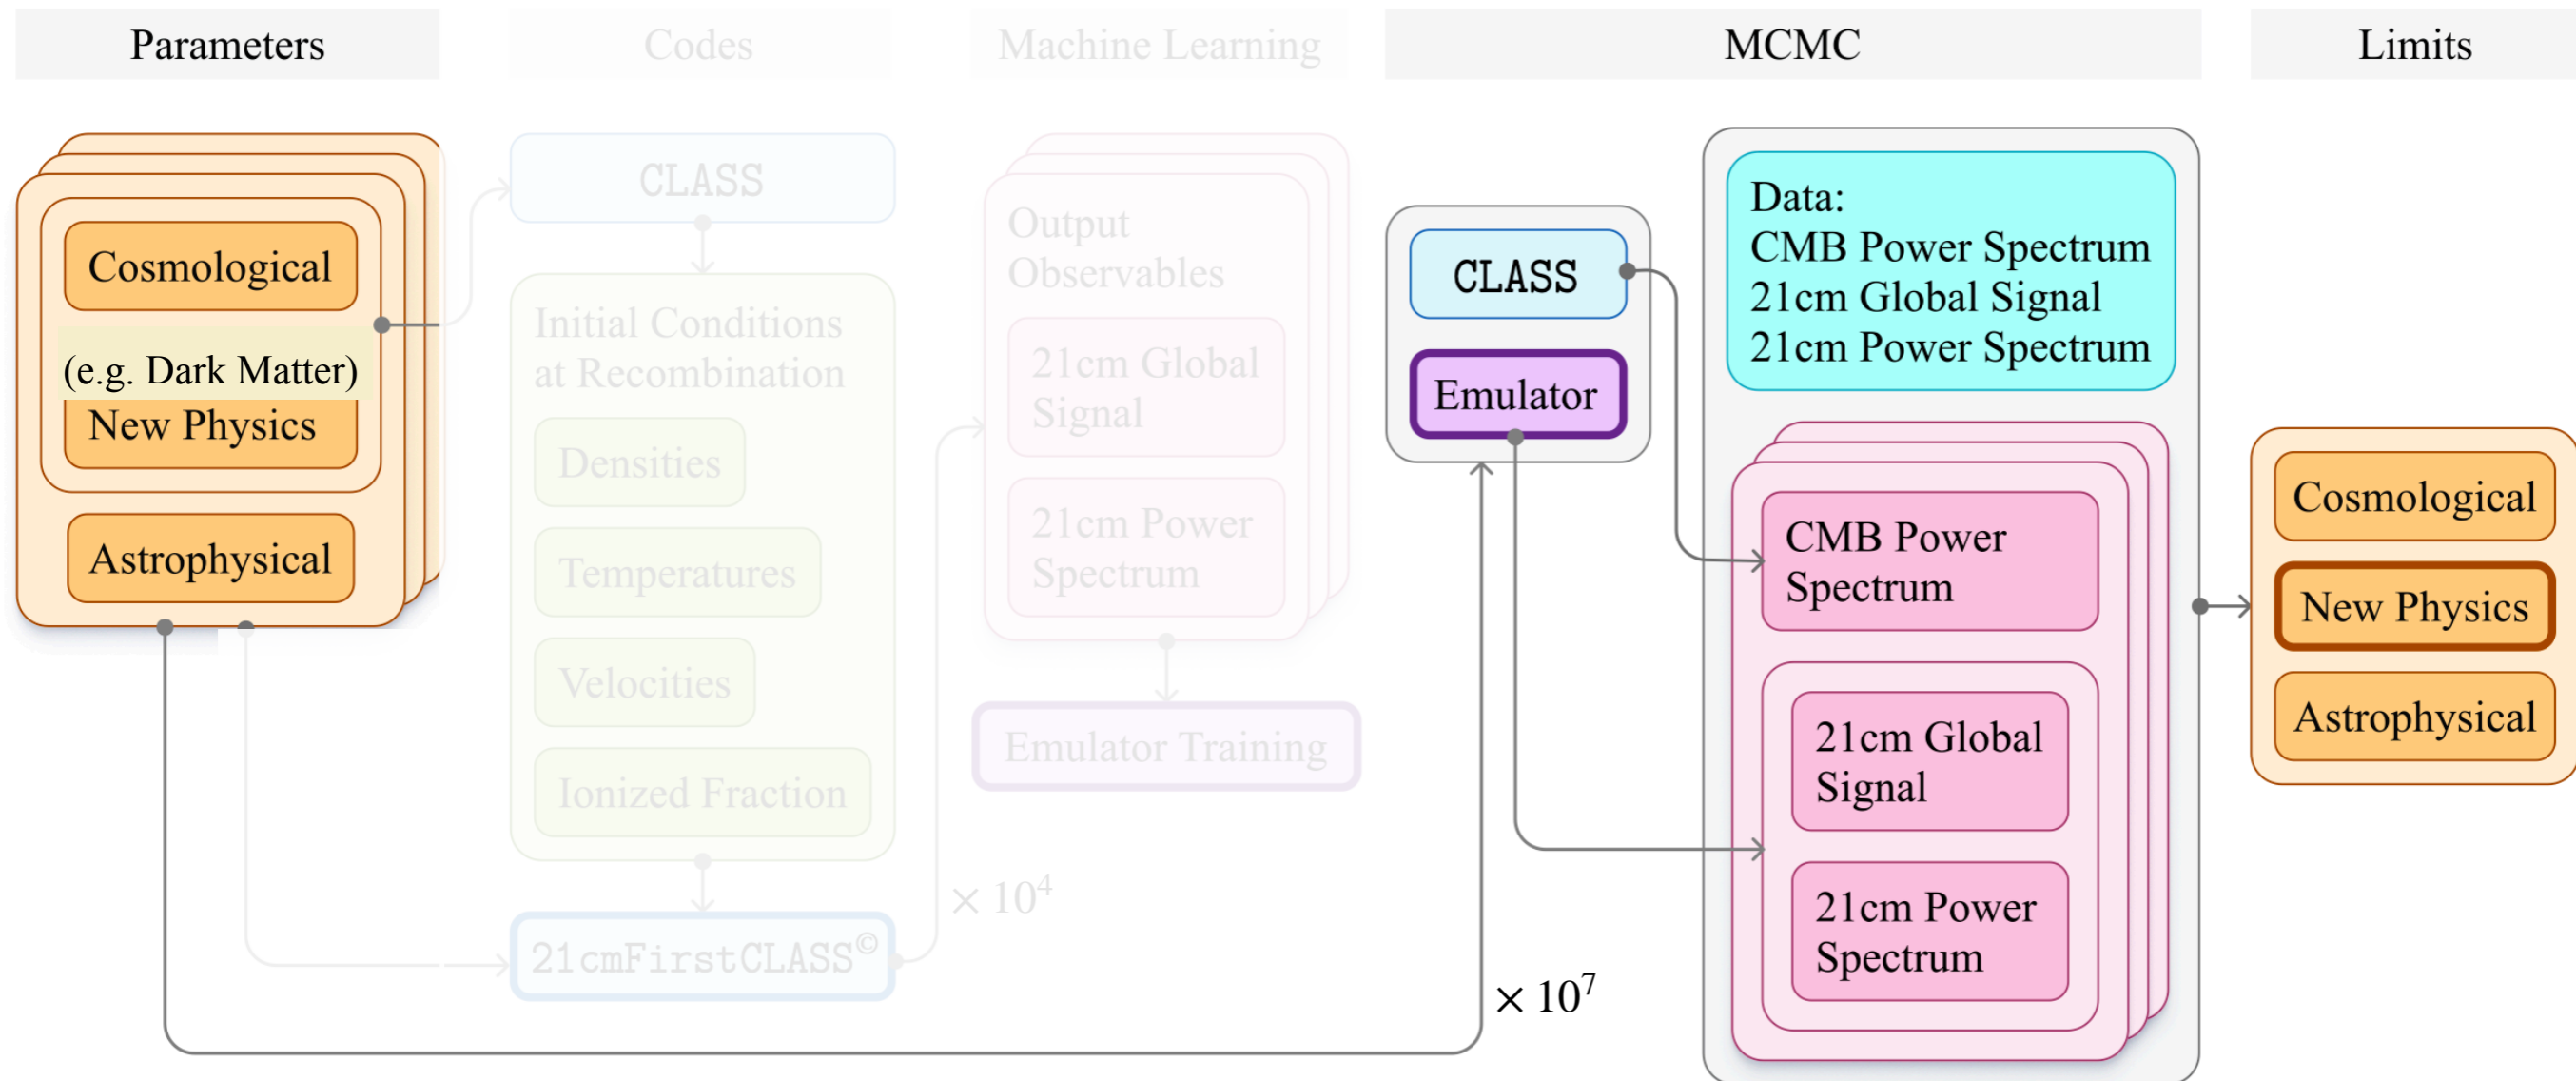 Parameters
Codes
Machine Learning
MCMC
Limits
Cosmological
(e.g. Dark Matter)
New Physics
Astrophysical
CLASS
Initial Conditions
at Recombination
Densities
Temperatures
Velocities
Ionized Fraction
21cmFirstCLASS©
× 10⁴
Output
Observables
21cm Global
Signal
21cm Power
Spectrum
Emulator Training
CLASS
Emulator
× 10⁷
Data:
CMB Power Spectrum
21cm Global Signal
21cm Power Spectrum
CMB Power
Spectrum
21cm Global
Signal
21cm Power
Spectrum
Cosmological
New Physics
Astrophysical